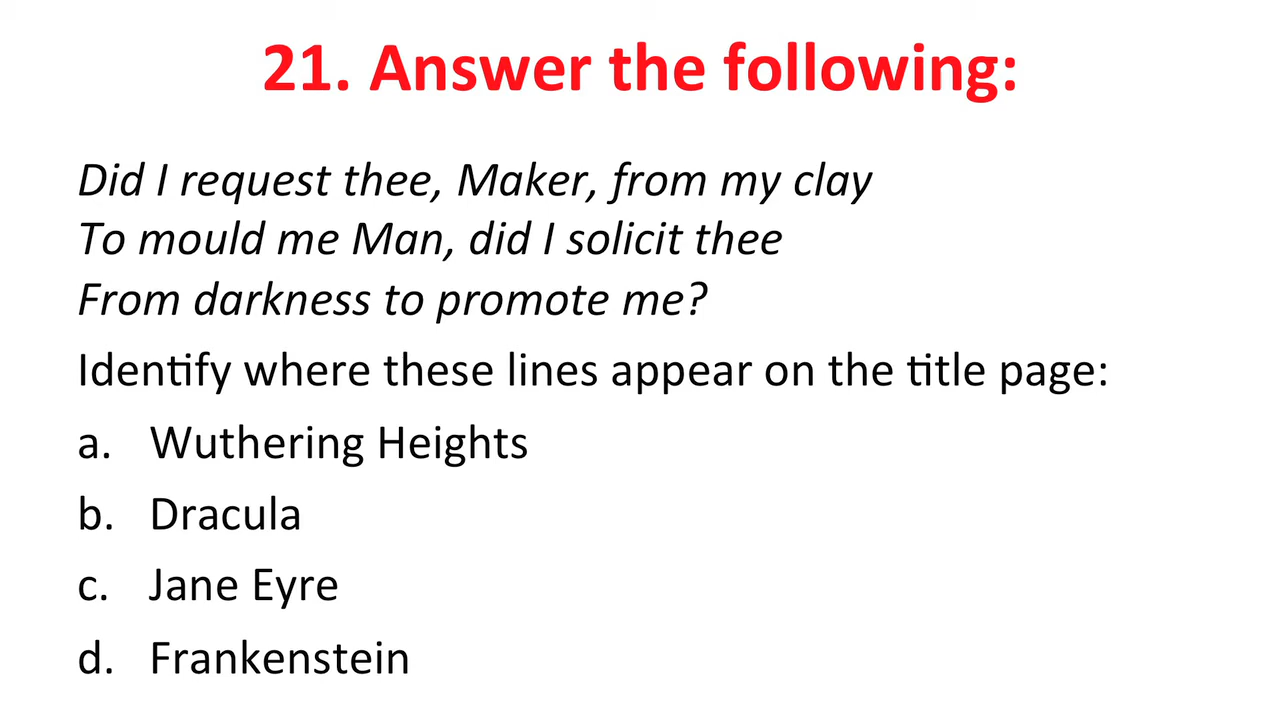 21. Answer the following:
Did I request thee, Maker, from my clay
To mould me Man, did I solicit thee
From darkness to promote me?
Identify where these lines appear on the title page:
a. Wuthering Heights
b. Dracula
c. Jane Eyre
d. Frankenstein